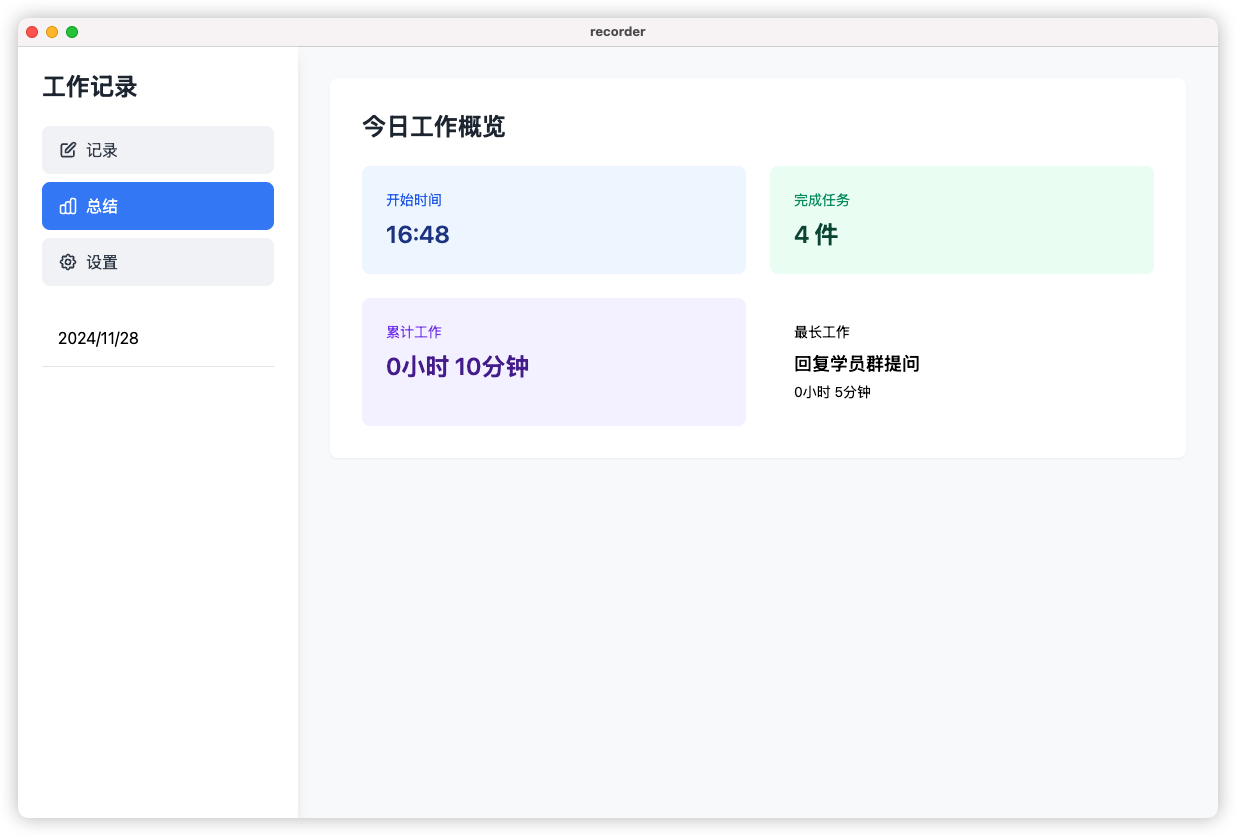 recorder
工作记录
记录
总结
设置
2024/11/28
今日工作概览
开始时间
16:48
完成任务
4 件
累计工作
0小时 10分钟
最长工作
回复学员群提问
0小时 5分钟